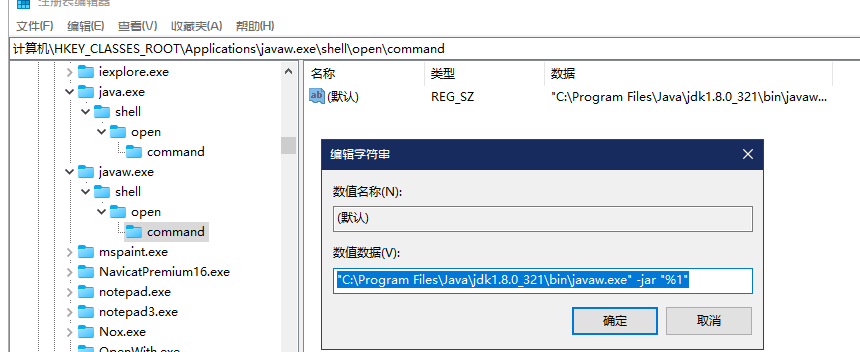 注册表编辑器
文件(F) 编辑(E) 查看(V) 收藏夹(A) 帮助(H)
计算机\HKEY_CLASSES_ROOT\Applications\javaw.exe\shell\open\command
iexplore.exe
java.exe
shell
open
command
javaw.exe
shell
open
command
mspaint.exe
NavicatPremium16.exe
notepad.exe
notepad3.exe
Nox.exe
OpenWith.exe
名称 类型 数据
(默认) REG_SZ "C:\Program Files\Java\jdk1.8.0_321\bin\javaw...
编辑字符串
数值名称(N):
(默认)
数值数据(V):
"C:\Program Files\Java\jdk1.8.0_321\bin\javaw.exe" -jar "%1"
确定 取消